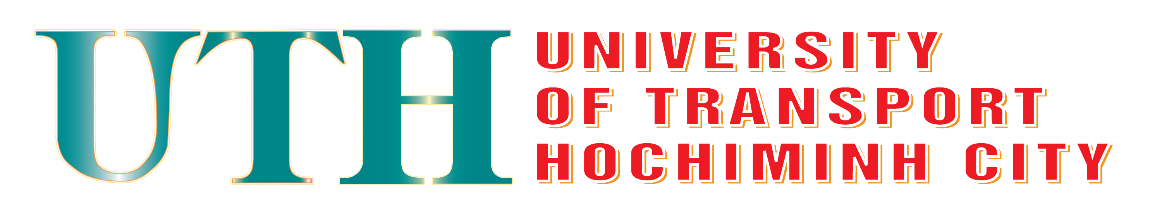 UTH
UNIVERSITY
OF TRANSPORT
HOCHIMINH CITY